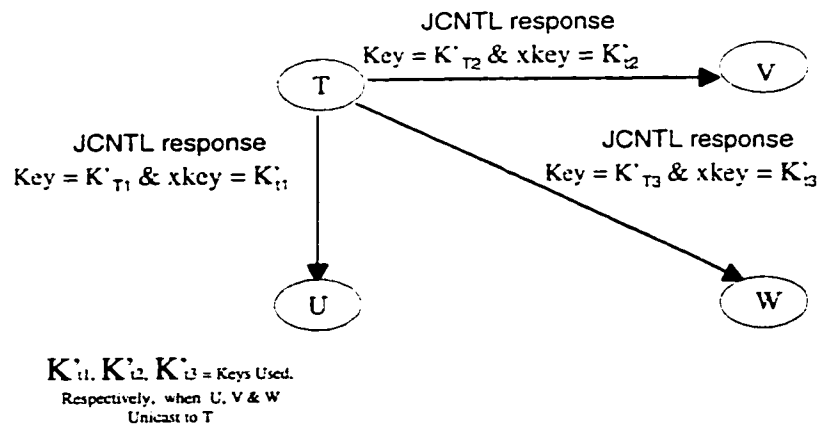 JCNTL response
Key = K'T2 & xkey = K't2
T
V
JCNTL response
Key = K'T1 & xkey = K't1
JCNTL response
Key = K'T3 & xkey = K't3
U
W
K't1, K't2, K't3 = Keys Used,
Respectively, when U, V & W
Unicast to T